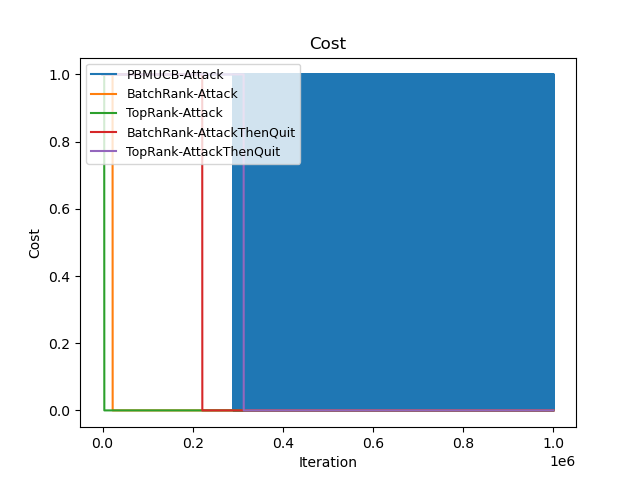 Cost
PBMUCB-Attack
BatchRank-Attack
TopRank-Attack
BatchRank-AttackThenQuit
TopRank-AttackThenQuit
1.0
0.8
0.6
0.4
0.2
0.0
Cost
0.0 0.2 0.4 0.6 0.8 1.0
Iteration
1e6